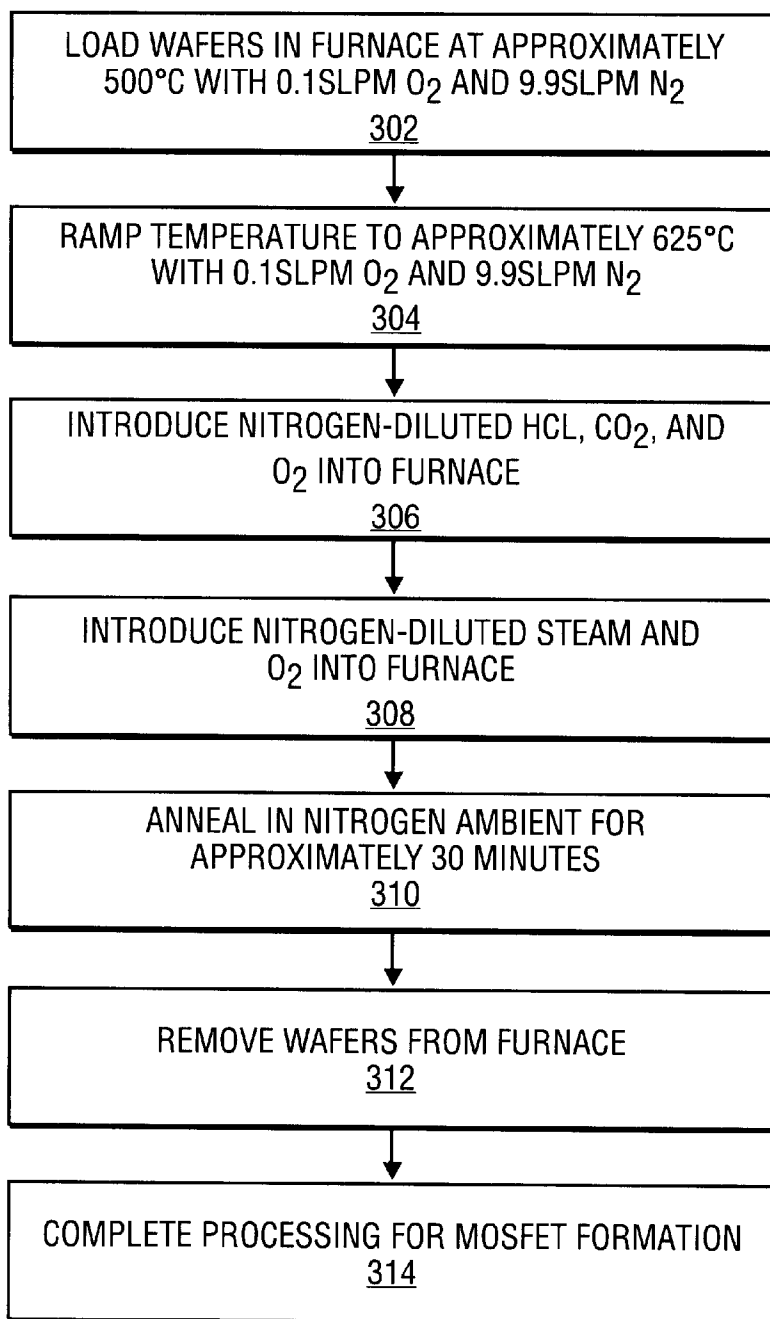 LOAD WAFERS IN FURNACE AT APPROXIMATELY
500°C WITH 0.1SLPM O2 AND 9.9SLPM N2
302
RAMP TEMPERATURE TO APPROXIMATELY 625°C
WITH 0.1SLPM O2 AND 9.9SLPM N2
304
INTRODUCE NITROGEN-DILUTED HCL, CO2, AND
O2 INTO FURNACE
306
INTRODUCE NITROGEN-DILUTED STEAM AND
O2 INTO FURNACE
308
ANNEAL IN NITROGEN AMBIENT FOR
APPROXIMATELY 30 MINUTES
310
REMOVE WAFERS FROM FURNACE
312
COMPLETE PROCESSING FOR MOSFET FORMATION
314